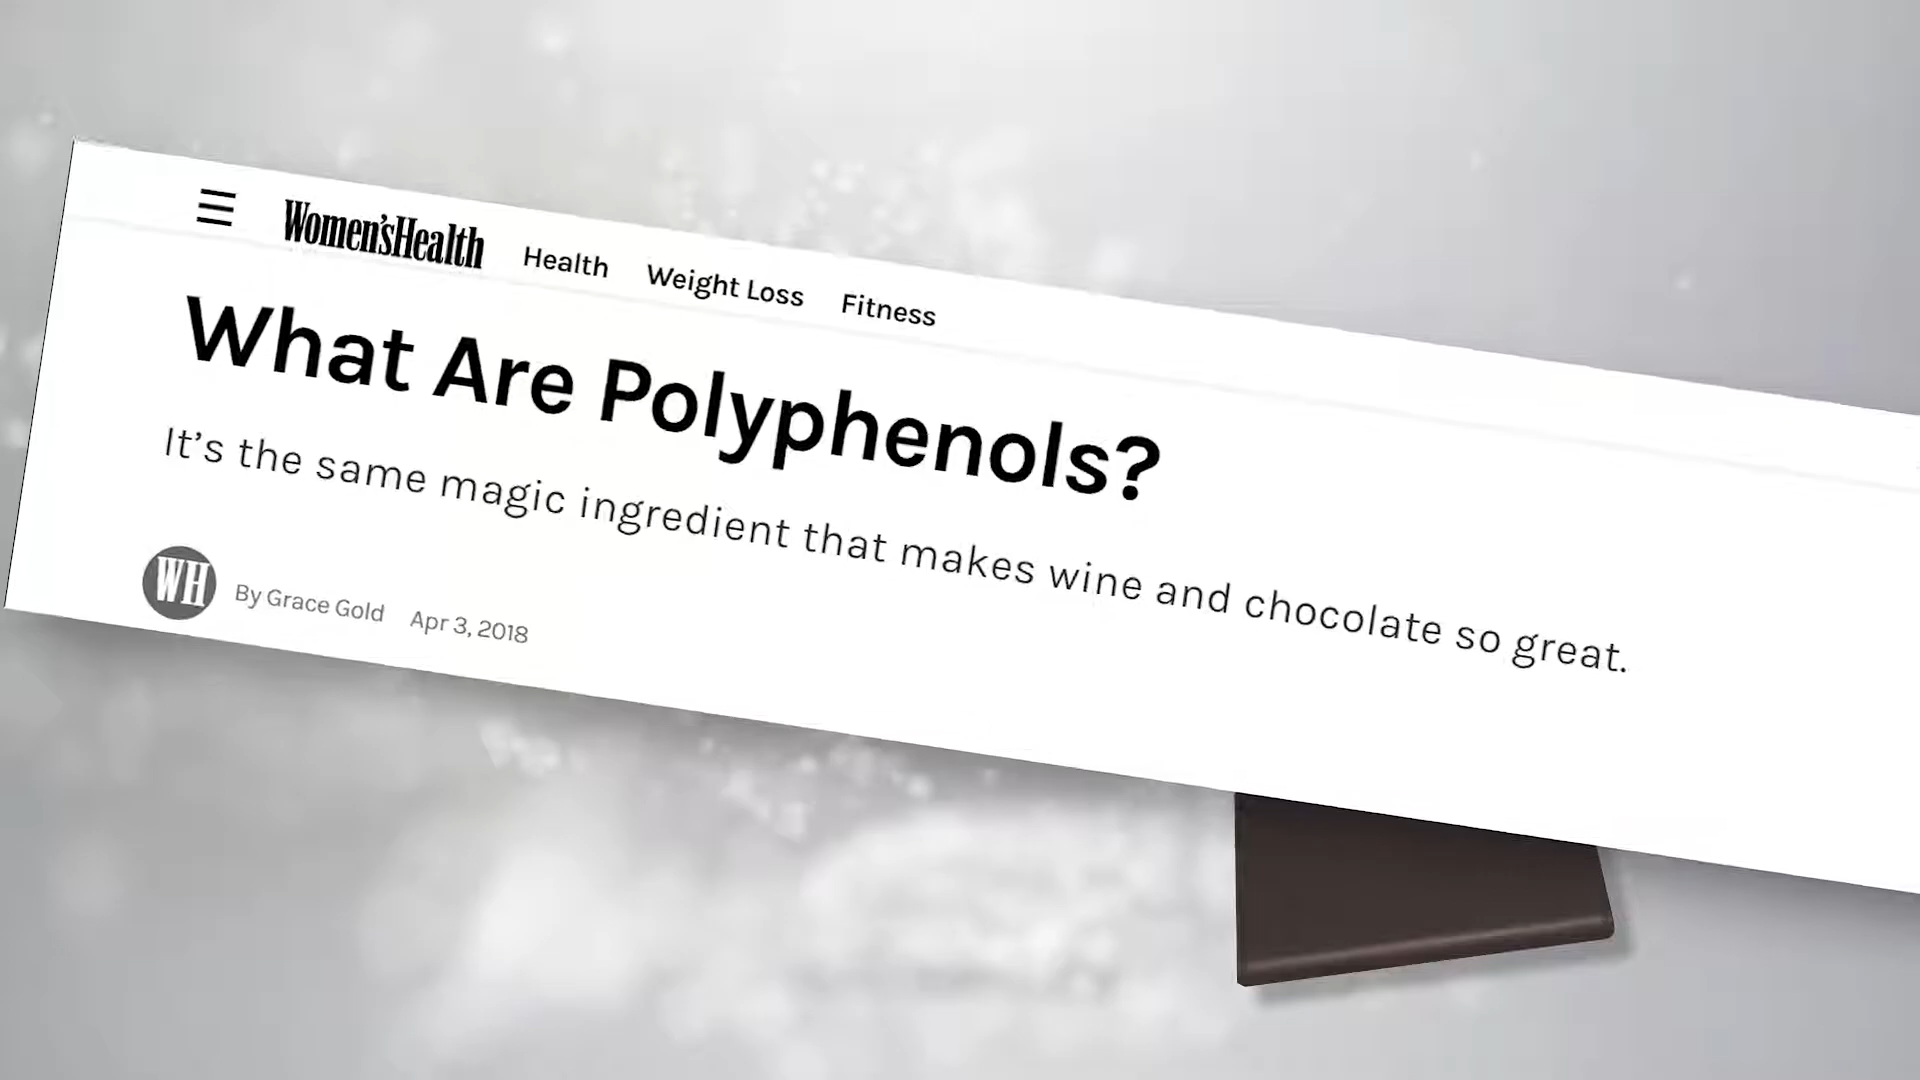 Women'sHealth Health Weight Loss Fitness
What Are Polyphenols?
It's the same magic ingredient that makes wine and chocolate so great.
WH By Grace Gold Apr 3, 2018